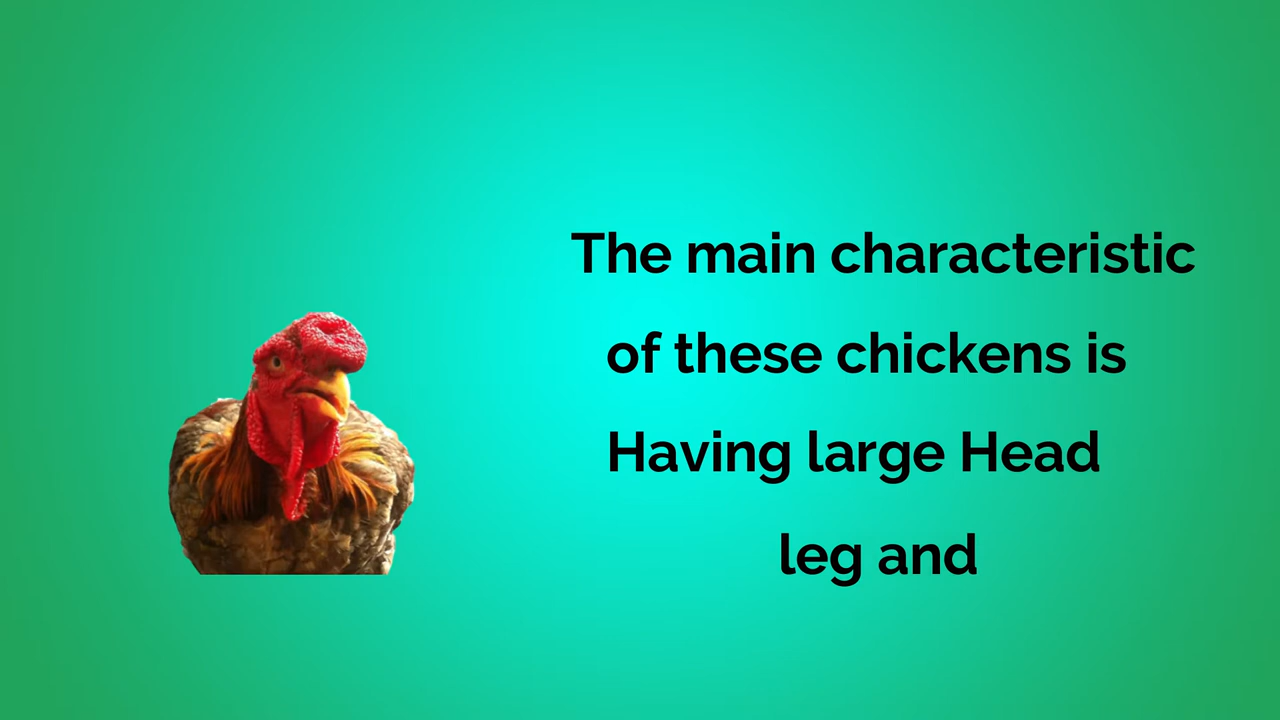 The main characteristic
of these chickens is
Having large Head
leg and